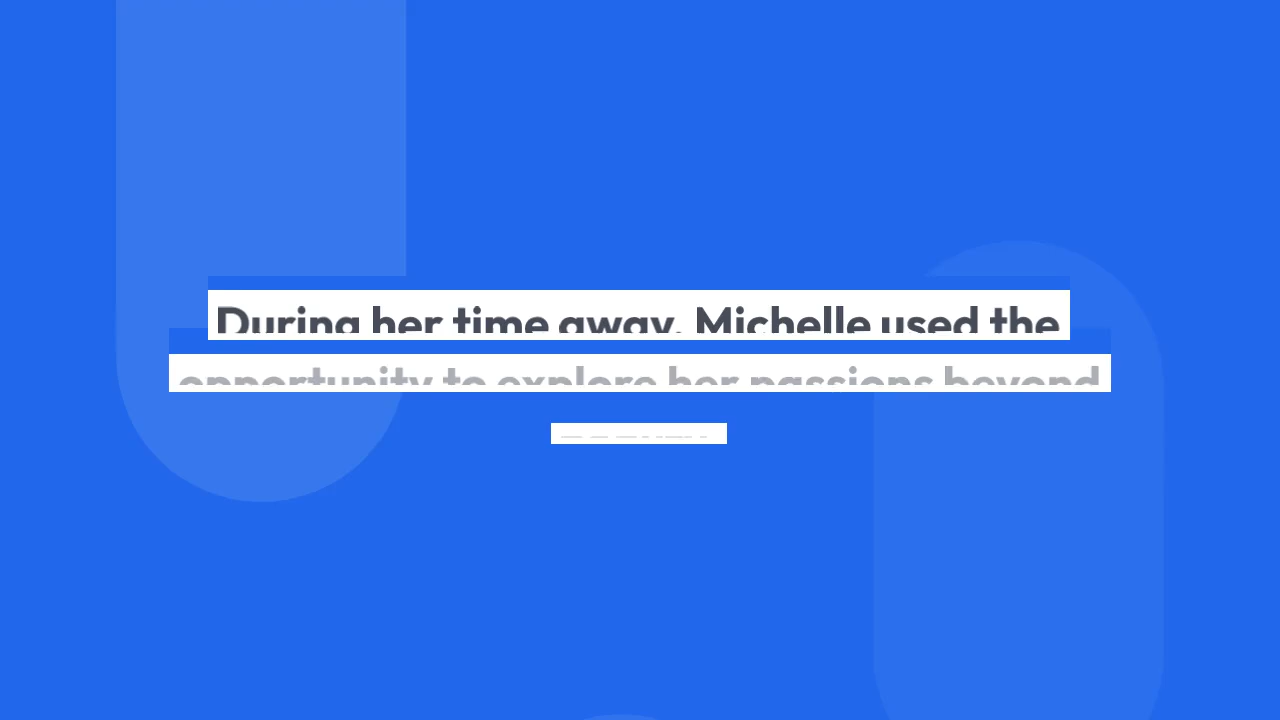 During her time away, Michelle used the
opportunity to explore her passions beyond